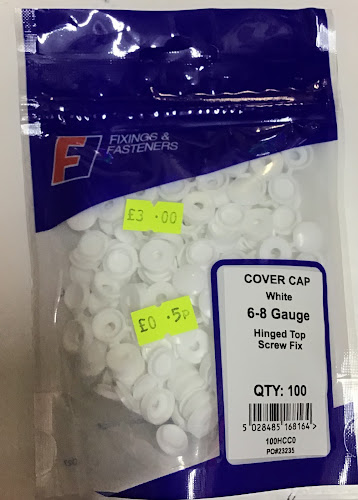 F
FIXINGS &
FASTENERS
£3.00
£0.5p
COVER CAP
White
6-8 Gauge
Hinged Top
Screw Fix
QTY: 100
5 028485 168164 >
100HCC0
PO#23235